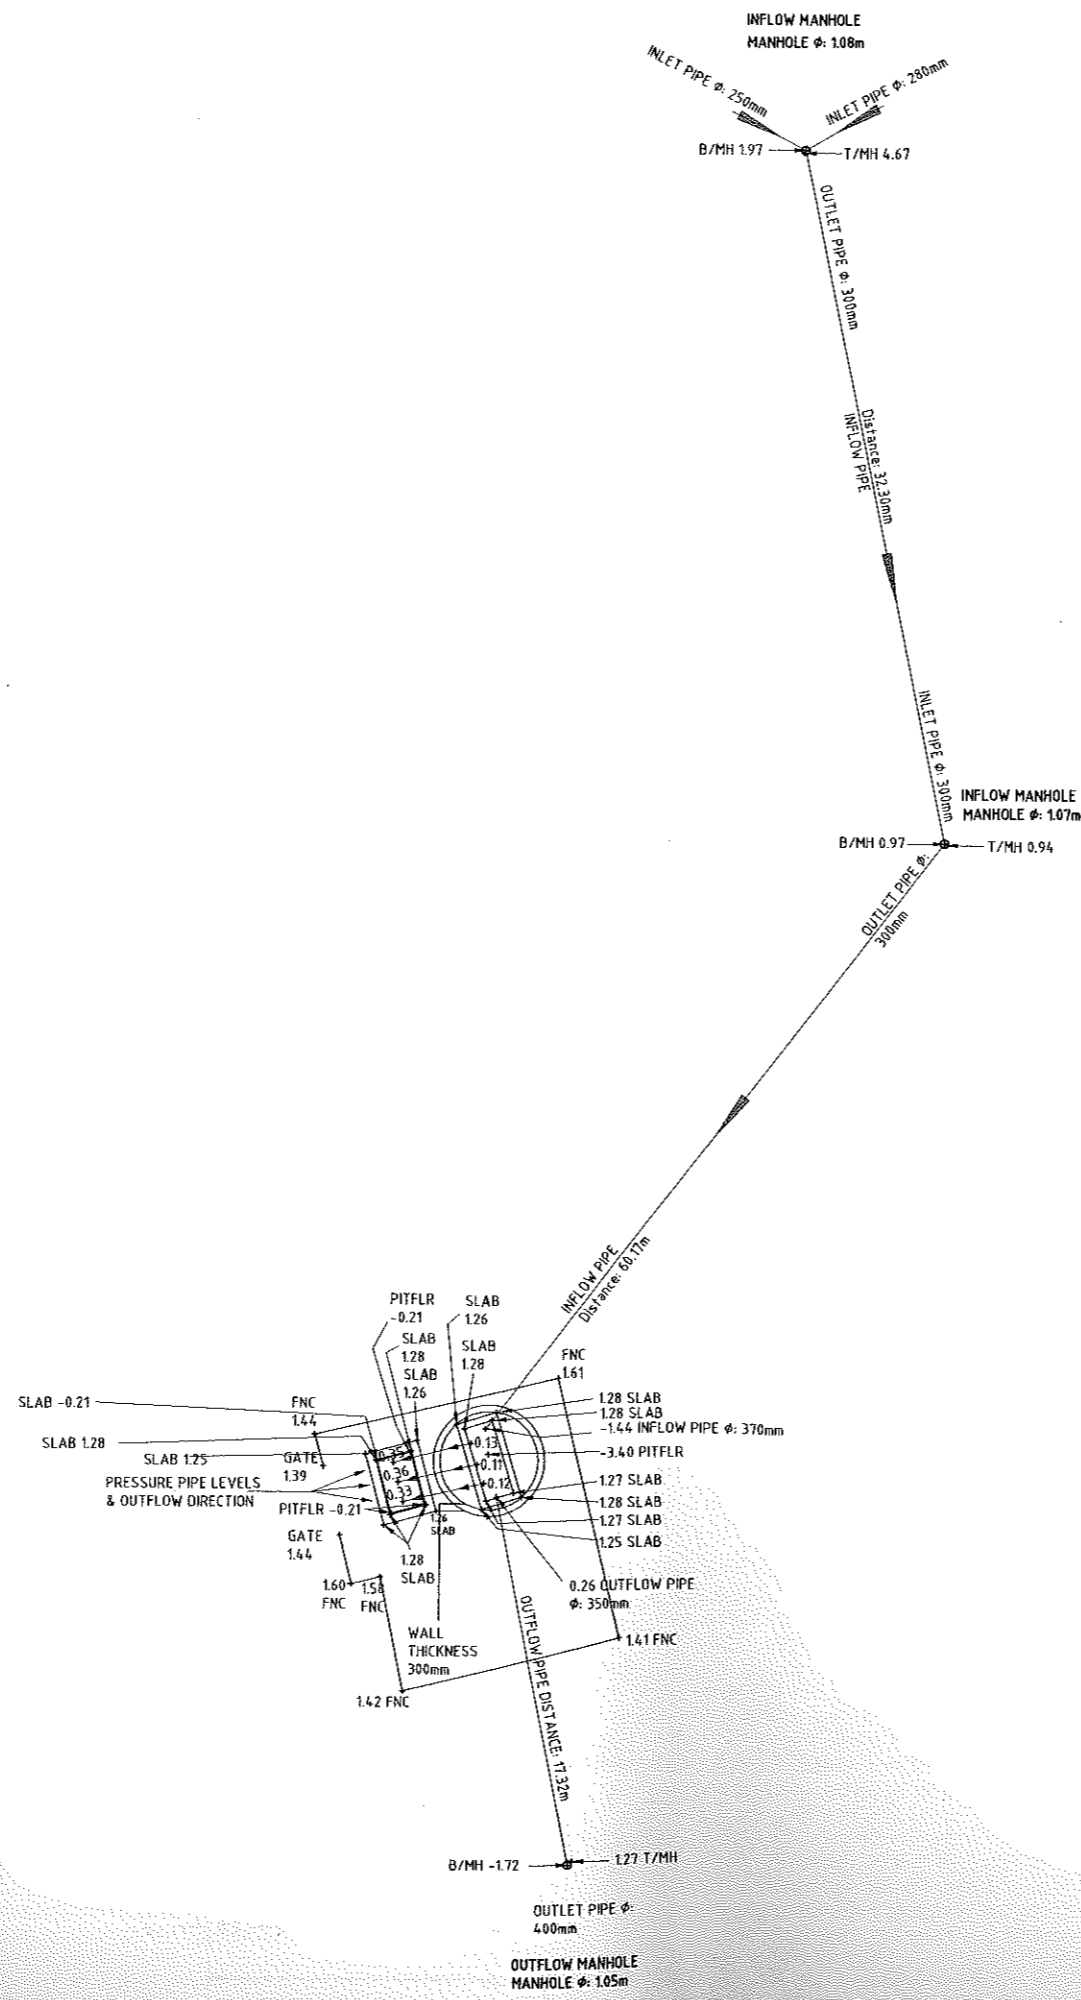 INFLOW MANHOLE
MANHOLE ϕ: 1.08m
INLET PIPE ϕ: 250mm
INLET PIPE ϕ: 280mm
B/MH 1.97
T/MH 4.67
OUTLET PIPE ϕ: 300mm
Distance: 32.30mm
INFLOW PIPE
INLET PIPE ϕ: 300mm
INFLOW MANHOLE
MANHOLE ϕ: 1.07m
B/MH 0.97
T/MH 0.94
OUTLET PIPE ϕ:
300mm
INFLOW PIPE
Distance: 60.17m
PITFLR
-0.21
SLAB
1.26
SLAB
1.28
SLAB
1.28
SLAB
1.26
FNC
1.61
SLAB -0.21
FNC
1.44
1.28 SLAB
1.28 SLAB
-1.44 INFLOW PIPE ϕ: 370mm
SLAB 1.28
SLAB 1.25
GATE
1.39
0.35
0.13
-3.40 PITFLR
0.36
0.11
PRESSURE PIPE LEVELS
& OUTFLOW DIRECTION
0.33
0.12
1.27 SLAB
PITFLR -0.21
1.26
SLAB
1.28 SLAB
1.27 SLAB
1.25 SLAB
GATE
1.44
1.28
SLAB
1.60
FNC
1.58
FNC
0.26 OUTFLOW PIPE
ϕ: 350mm
WALL
THICKNESS
300mm
1.41 FNC
1.42 FNC
OUTFLOW PIPE DISTANCE: 17.32m
B/MH -1.72
1.27 T/MH
OUTLET PIPE ϕ:
400mm
OUTFLOW MANHOLE
MANHOLE ϕ: 1.05m